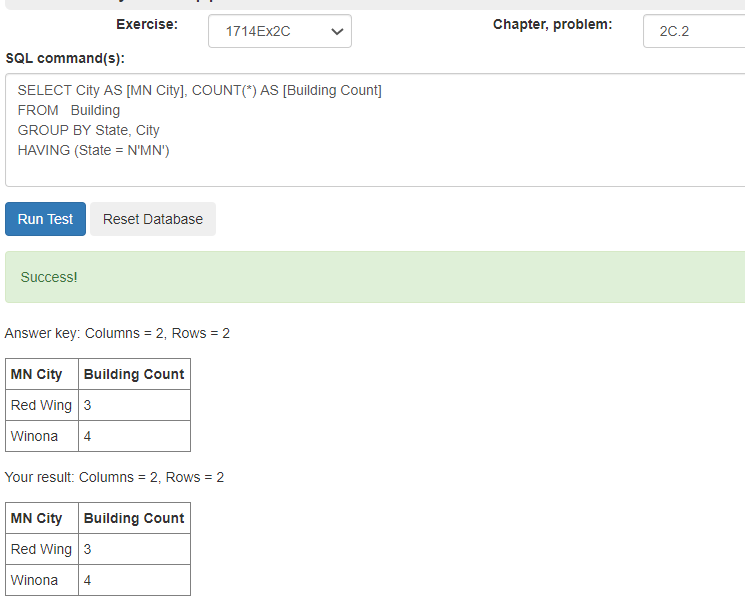 Exercise: 1714Ex2C Chapter, problem: 2C.2
SQL command(s):
SELECT City AS [MN City], COUNT(*) AS [Building Count]
FROM   Building
GROUP BY State, City
HAVING (State = N'MN')
Run Test Reset Database
Success!
Answer key: Columns = 2, Rows = 2
MN City Building Count
Red Wing 3
Winona 4
Your result: Columns = 2, Rows = 2
MN City Building Count
Red Wing 3
Winona 4